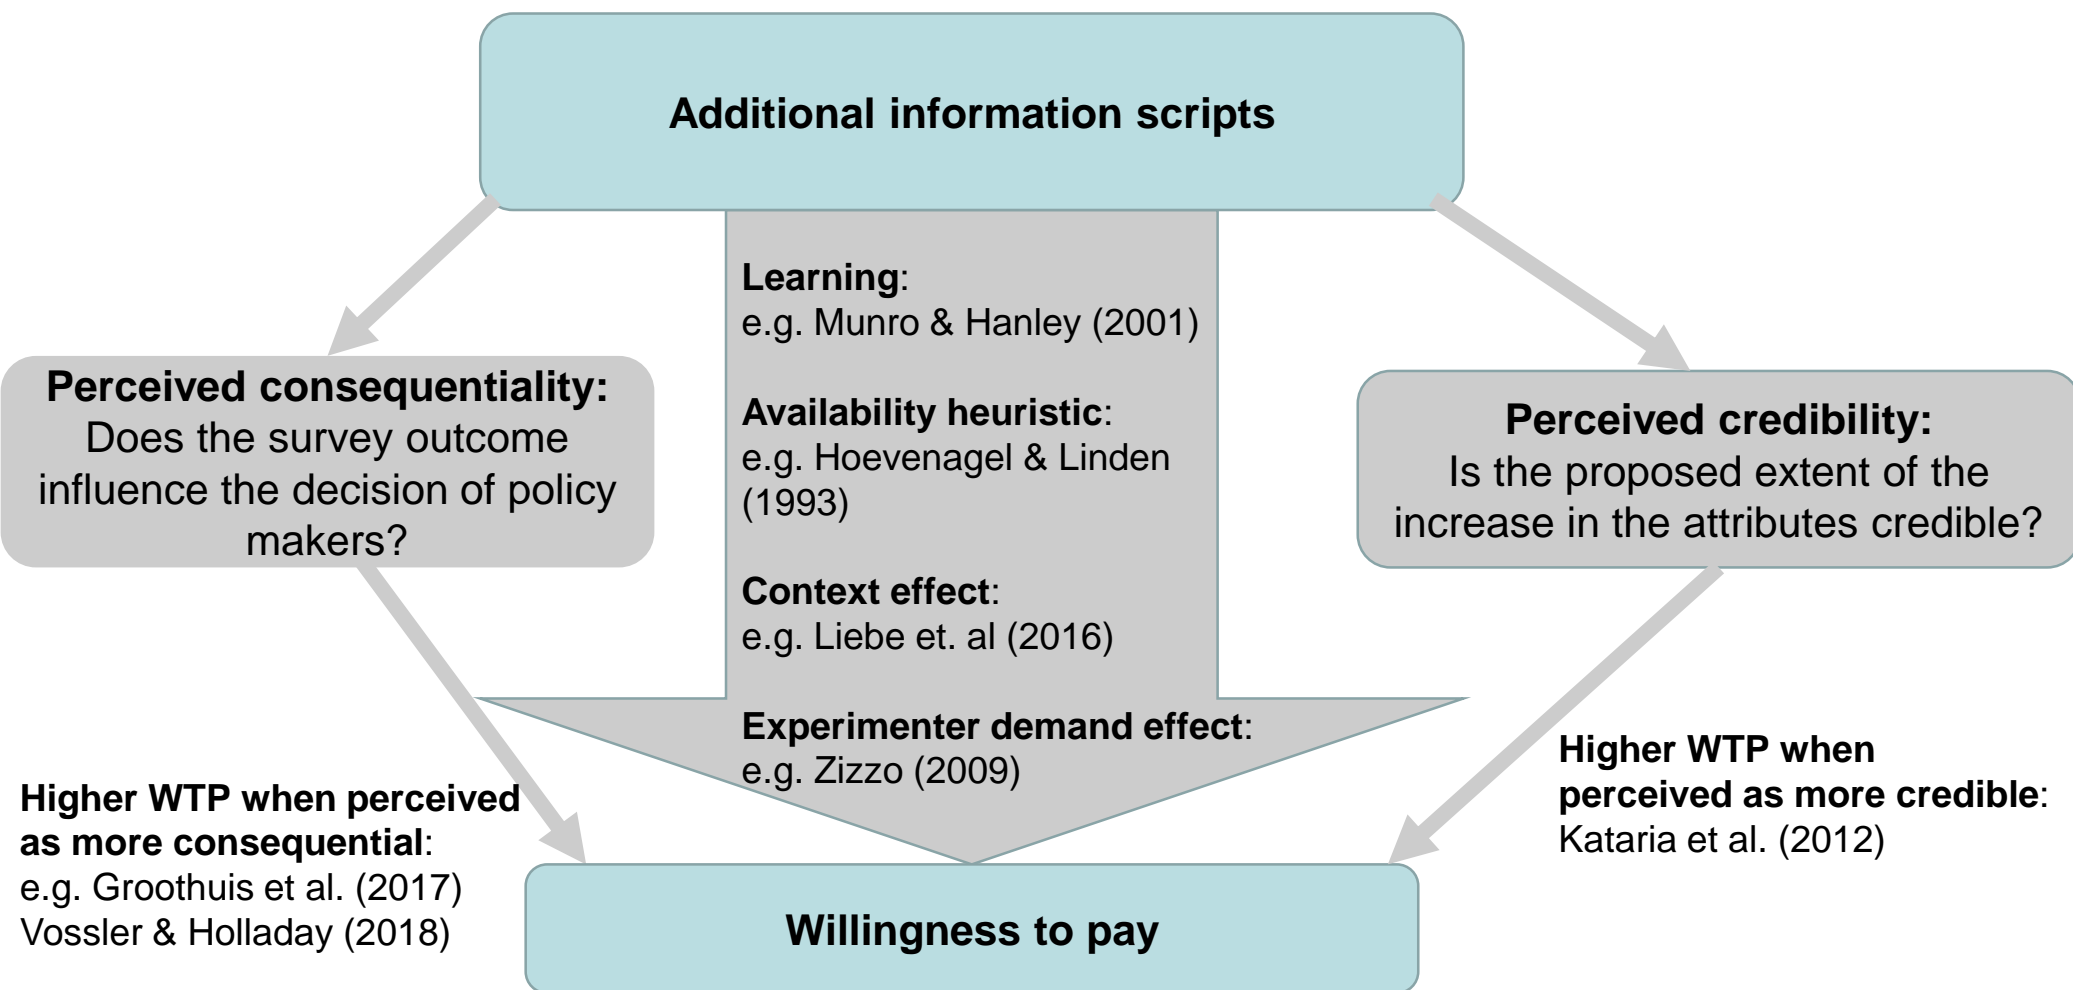 Additional information scripts
Learning:
e.g. Munro & Hanley (2001)
Availability heuristic:
e.g. Hoevenagel & Linden
(1993)
Context effect:
e.g. Liebe et. al (2016)
Experimenter demand effect:
e.g. Zizzo (2009)
Perceived consequentiality:
Does the survey outcome
influence the decision of policy
makers?
Perceived credibility:
Is the proposed extent of the
increase in the attributes credible?
Higher WTP when perceived
as more consequential:
e.g. Groothuis et al. (2017)
Vossler & Holladay (2018)
Higher WTP when
perceived as more credible:
Kataria et al. (2012)
Willingness to pay